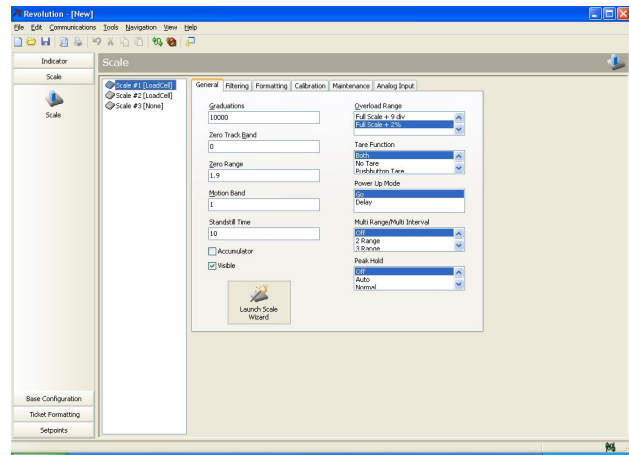 Revolution - [New]
File Edit Communications Tools Navigation View Help
Indicator
Scale
Scale
Base Configuration
Ticket Formatting
Setpoints
Scale
Scale #1 [LoadCell]
Scale #2 [LoadCell]
Scale #3 [None]
General Filtering Formatting Calibration Maintenance Analog Input
Graduations
10000
Zero Track Band
0
Zero Range
1.9
Motion Band
1
Standstill Time
10
Accumulator
Visible
Launch Scale
Wizard
Overload Range
Full Scale + 9 div
Full Scale + 2%
Tare Function
Both
No Tare
Pushbutton Tare
Power Up Mode
Go
Delay
Multi Range/Multi Interval
Off
2 Range
3 Range
Peak Hold
Off
Auto
Normal